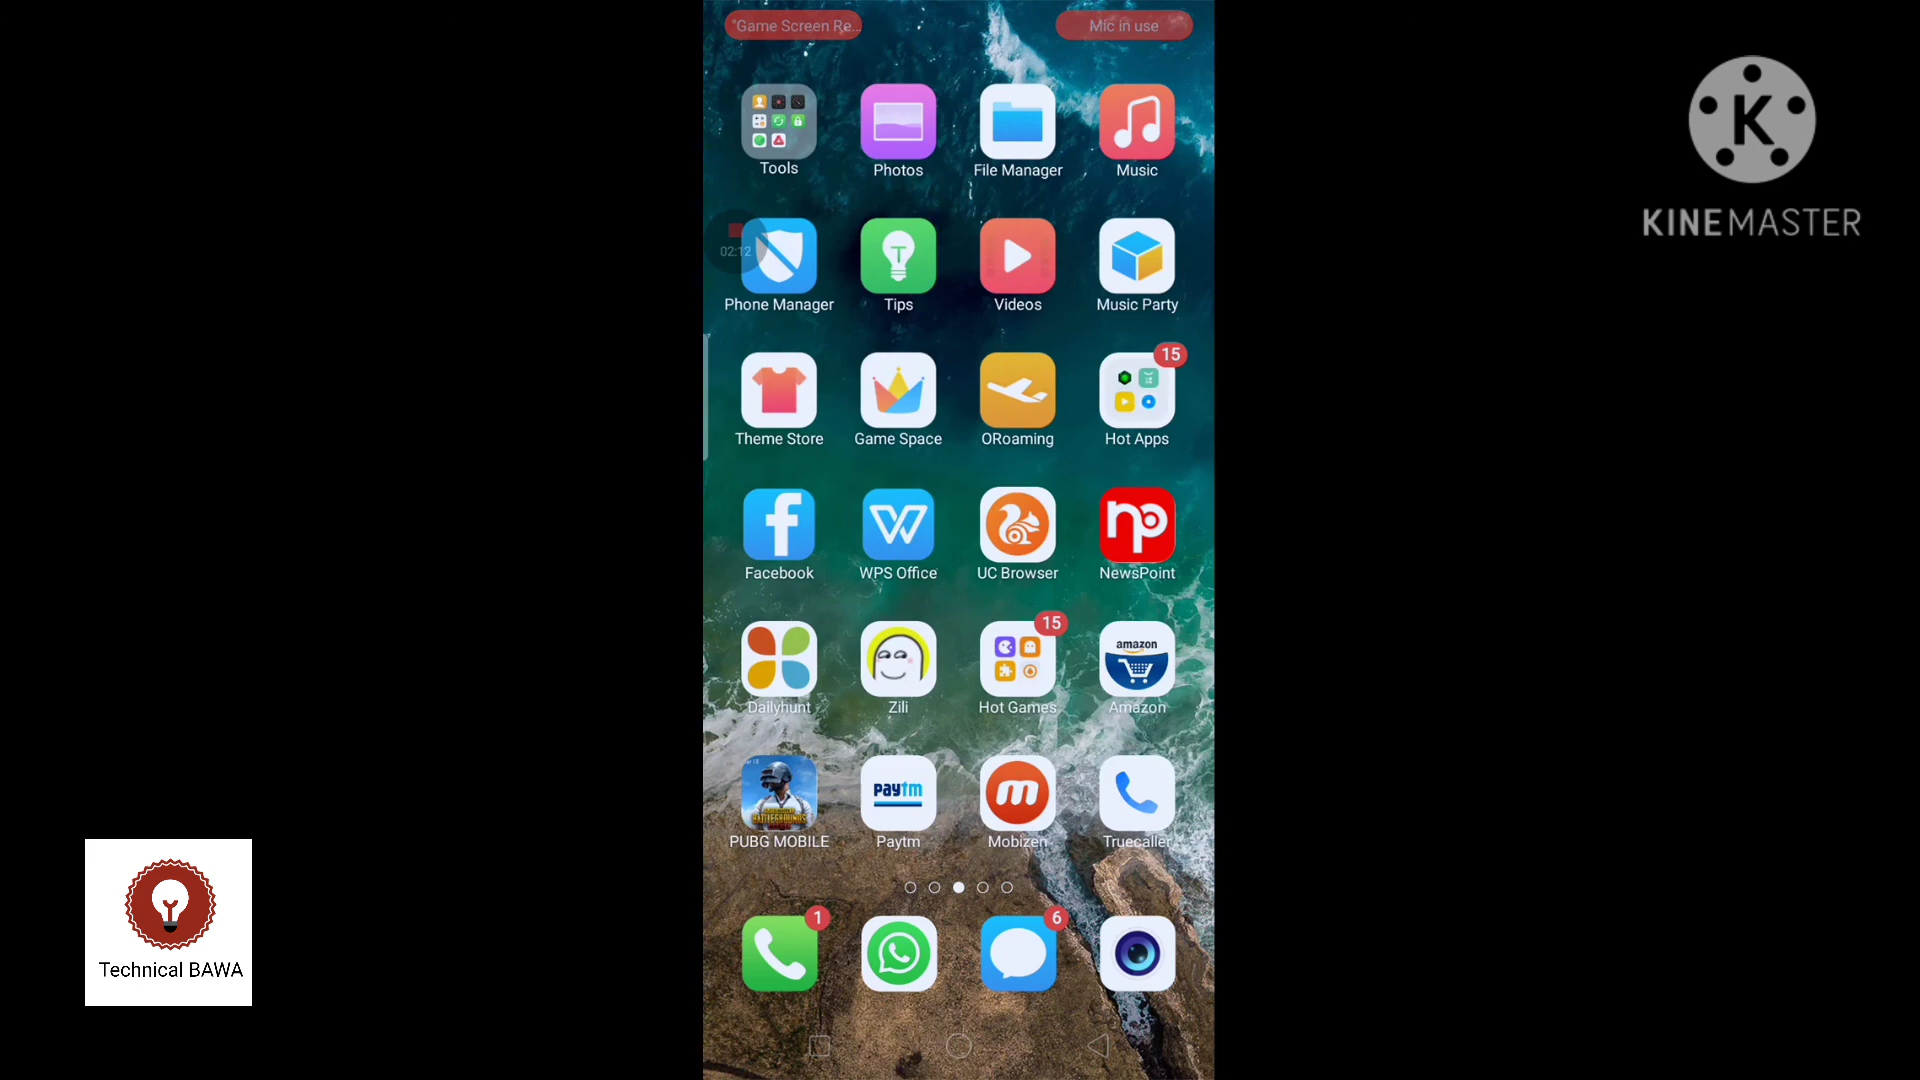 "Game Screen Re...
Mic in use
K
KINEMASTER
Tools
Photos
File Manager
Music
02:12
T
Phone Manager
Tips
Videos
Music Party
15
Theme Store
Game Space
ORoaming
Hot Apps
f
W
np
Facebook
WPS Office
UC Browser
NewsPoint
15
amazon
Dailyhunt
Zili
Hot Games
Amazon
BATTLEGROUNDS
paytm
m
PUBG MOBILE
Paytm
Mobizen
Truecaller
1
6
Technical BAWA